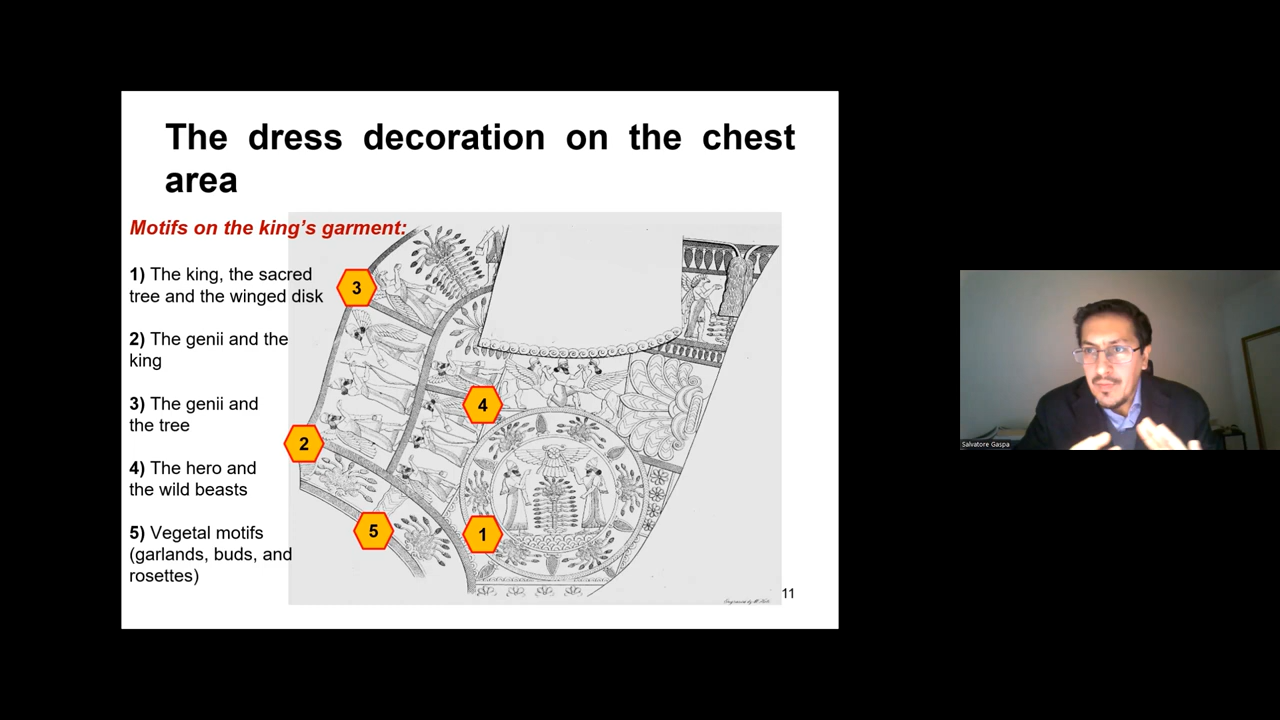 The dress decoration on the chest
area
Motifs on the king's garment:
1) The king, the sacred
tree and the winged disk
2) The genii and the
king
3) The genii and
the tree
4) The hero and
the wild beasts
5) Vegetal motifs
(garlands, buds, and
rosettes)
3
4
2
5
1
11
Salvatore Gaspa